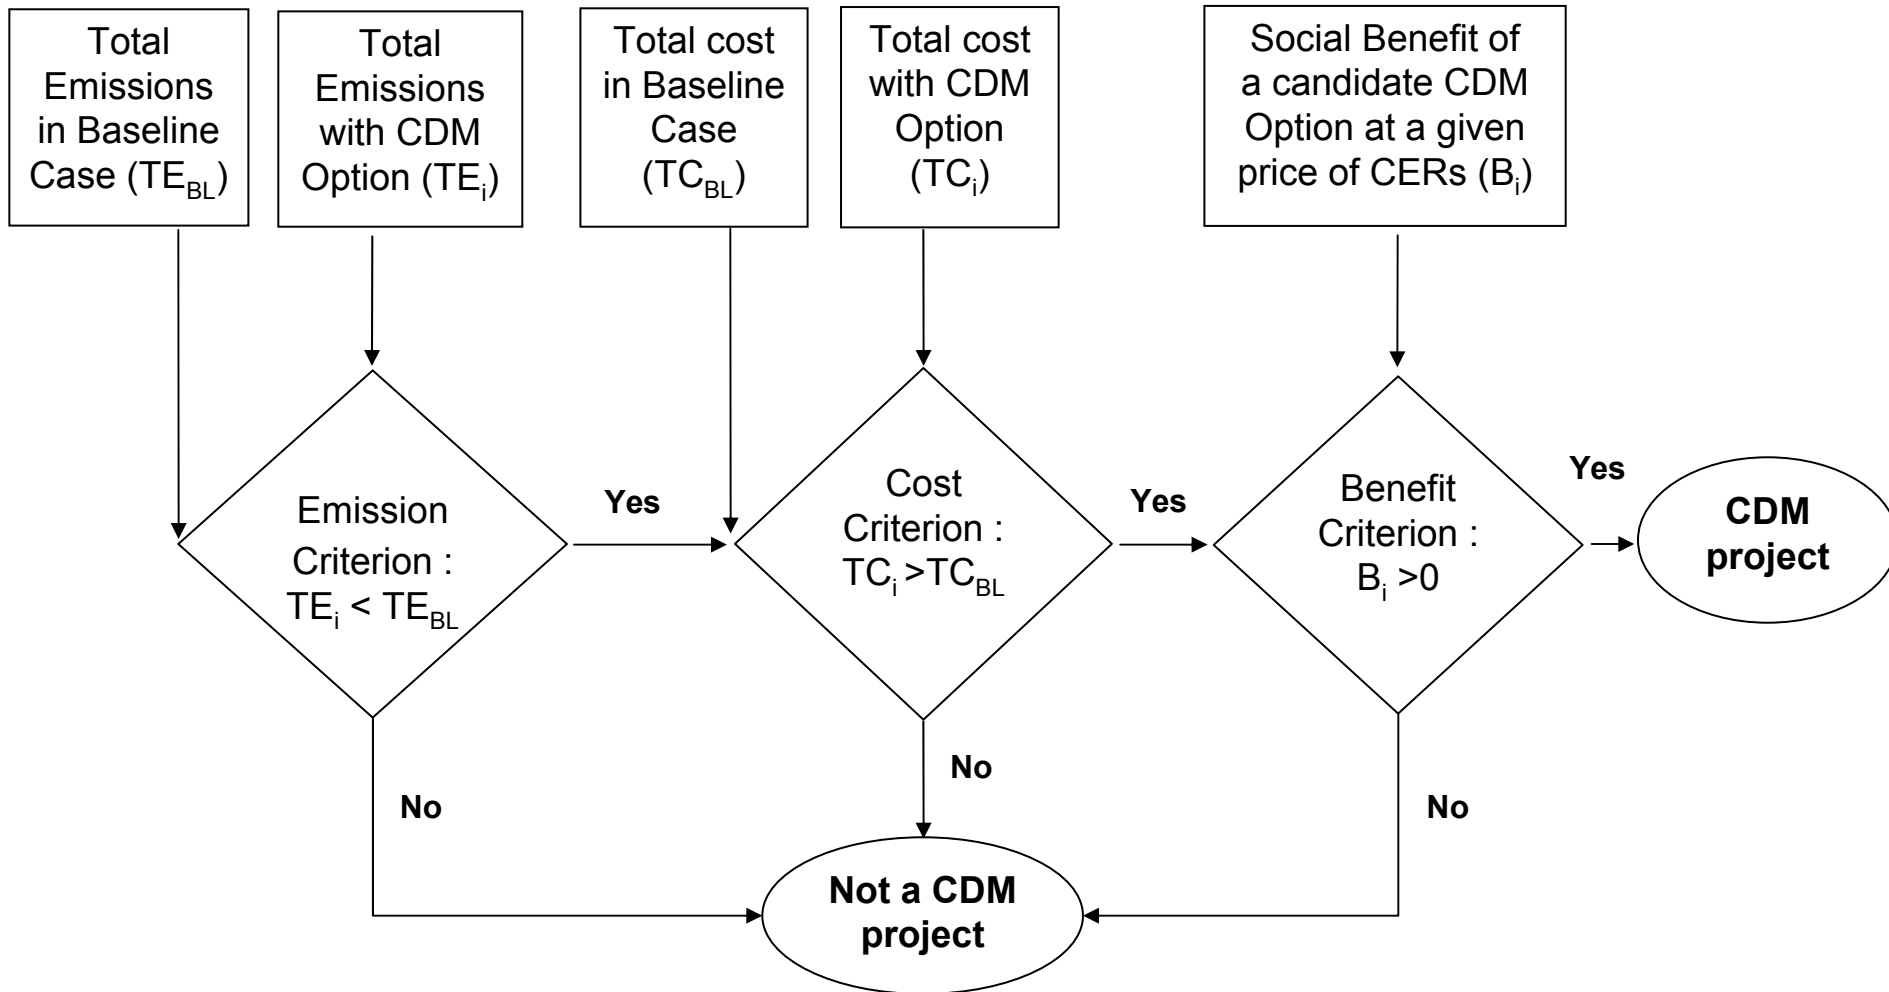 Total
Emissions
in Baseline
Case (TE_BL)
Total
Emissions
with CDM
Option (TE_i)
Total cost
in Baseline
Case
(TC_BL)
Total cost
with CDM
Option
(TC_i)
Social Benefit of
a candidate CDM
Option at a given
price of CERs (B_i)
Emission
Criterion :
TE_i < TE_BL
Yes
Cost
Criterion :
TC_i >TC_BL
Yes
Benefit
Criterion :
B_i >0
Yes
CDM
project
No
No
No
Not a CDM
project